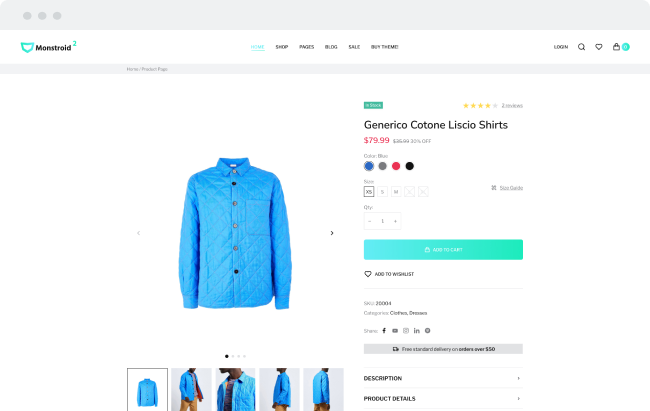 Monstroid 2
HOME SHOP PAGES BLOG SALE BUY THEME!
LOGIN
0
Home / Product Page
In Store
2 reviews
Generico Cotone Liscio Shirts
$79.99 $35.99 30% OFF
Color: Blue
Size:
XS S M
Size Guide
Qty:
− 1 +
ADD TO CART
ADD TO WISHLIST
SKU: 20004
Categories: Clothes, Dresses
Share:
Free standard delivery on orders over $50
DESCRIPTION
PRODUCT DETAILS